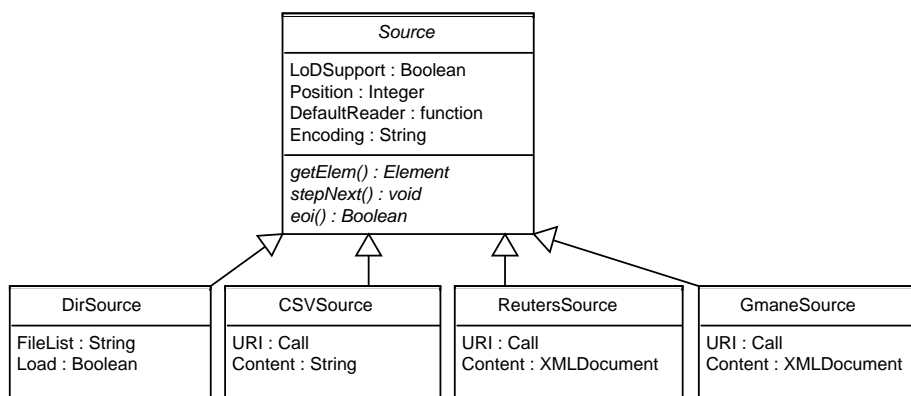 Source
LoDSupport : Boolean
Position : Integer
DefaultReader : function
Encoding : String
getElem() : Element
stepNext() : void
eoi() : Boolean
DirSource
FileList : String
Load : Boolean
CSVSource
URI : Call
Content : String
ReutersSource
URI : Call
Content : XMLDocument
GmaneSource
URI : Call
Content : XMLDocument